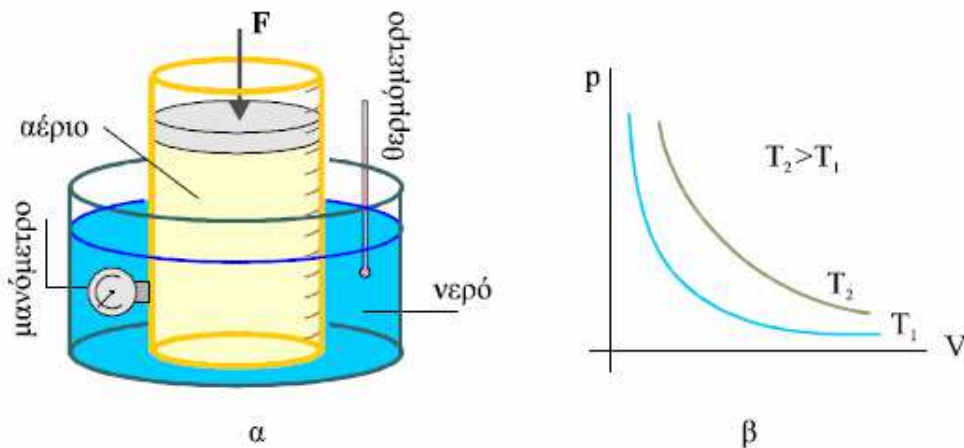 F
θερμόμετρο
αέριο
μανόμετρο
νερό
α
p
T₂>T₁
T₂
T₁
V
β